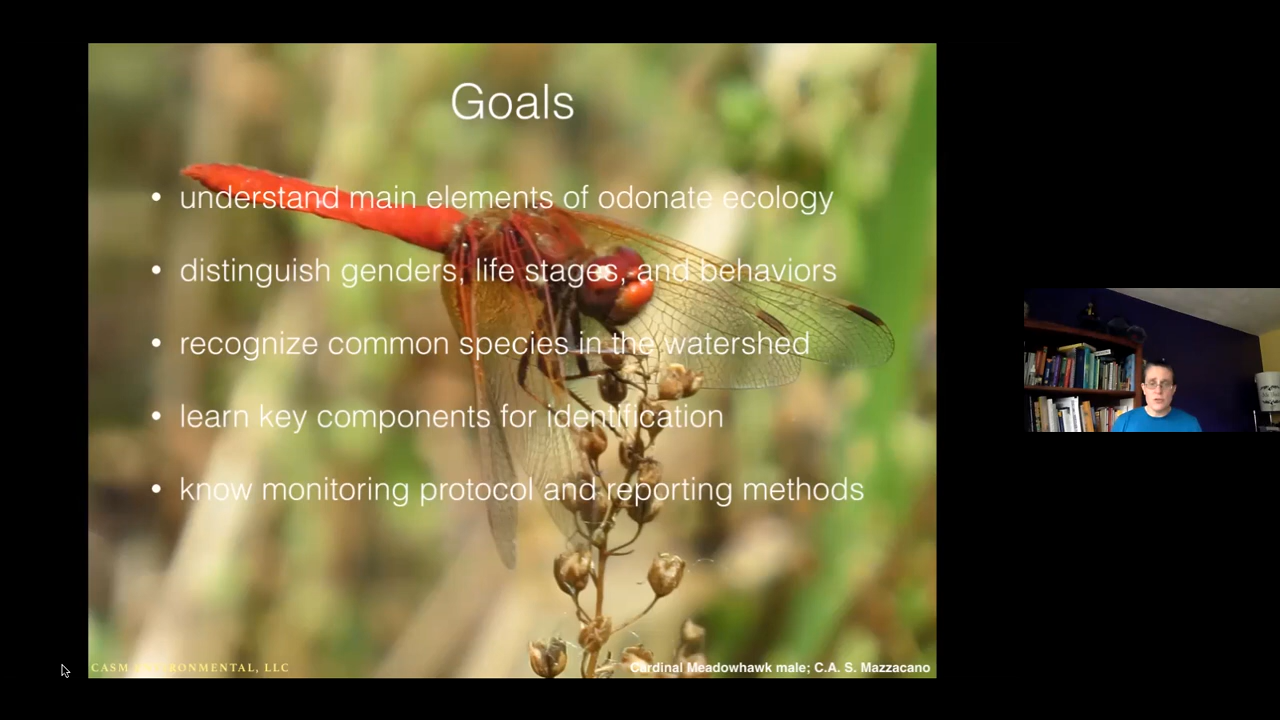 Goals
• understand main elements of odonate ecology
• distinguish genders, life stages, and behaviors
• recognize common species in the watershed
• learn key components for identification
• know monitoring protocol and reporting methods
CASM ENVIRONMENTAL, LLC
Cardinal Meadowhawk male; C.A. S. Mazzacano